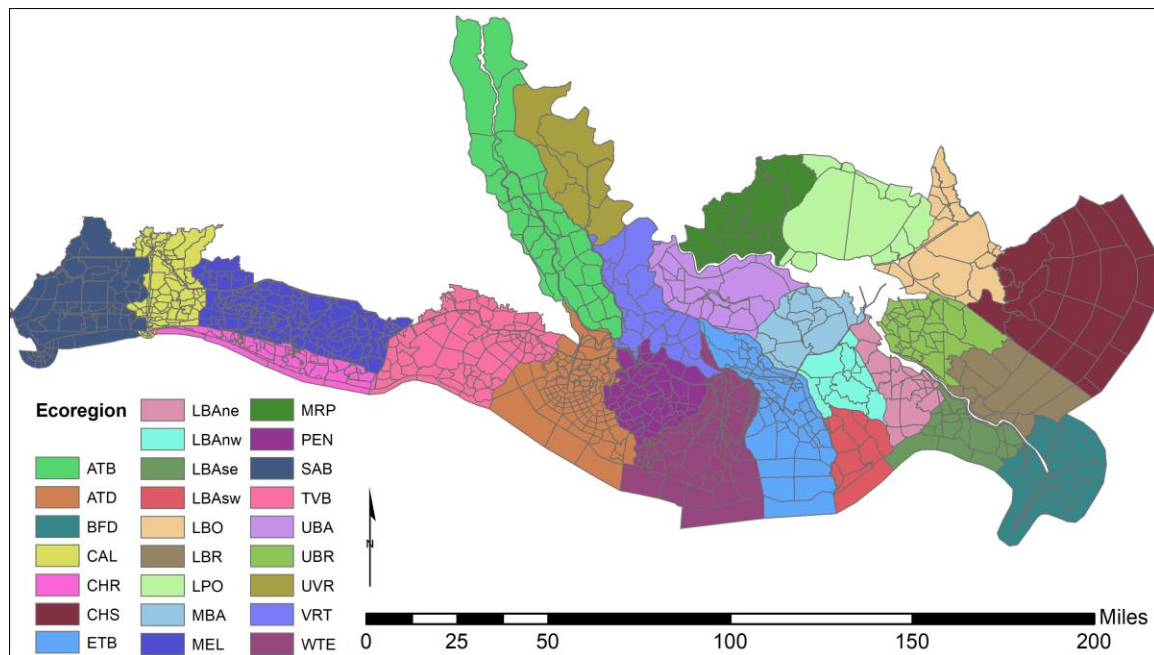 Ecoregion
ATB
ATD
BFD
CAL
CHR
CHS
ETB
LBAne
LBAnw
LBAse
LBAsw
LBO
LBR
LPO
MBA
MEL
MRP
PEN
SAB
TVB
UBA
UBR
UVR
VRT
WTE
N
Miles
0 25 50 100 150 200